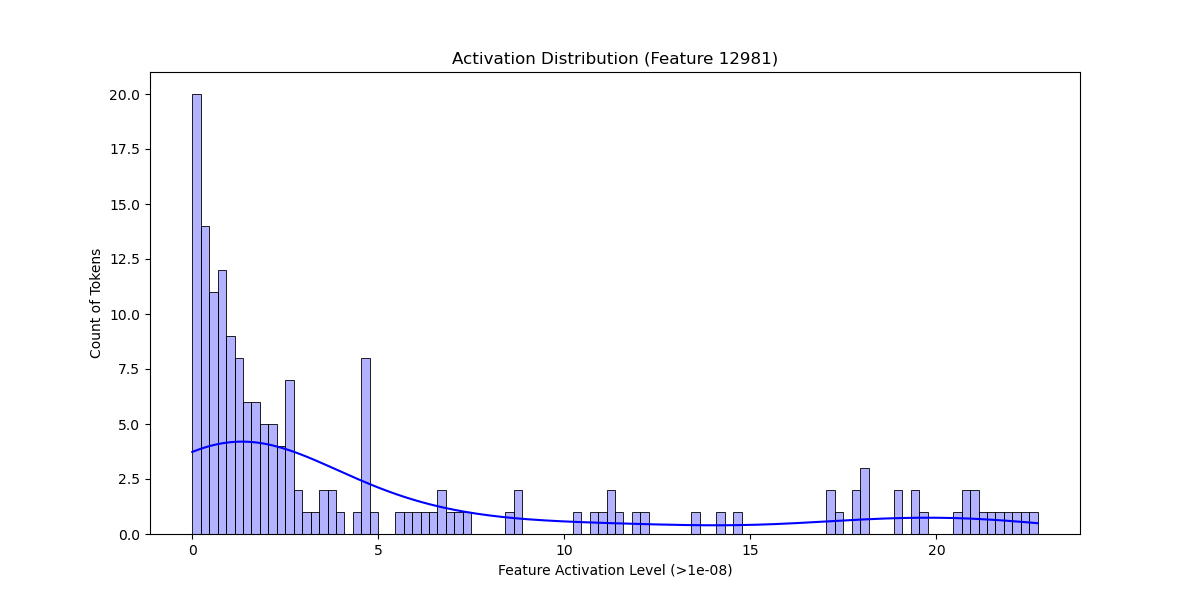 Activation Distribution (Feature 12981)
Count of Tokens
20.0
17.5
15.0
12.5
10.0
7.5
5.0
2.5
0.0
0 5 10 15 20
Feature Activation Level (>1e-08)